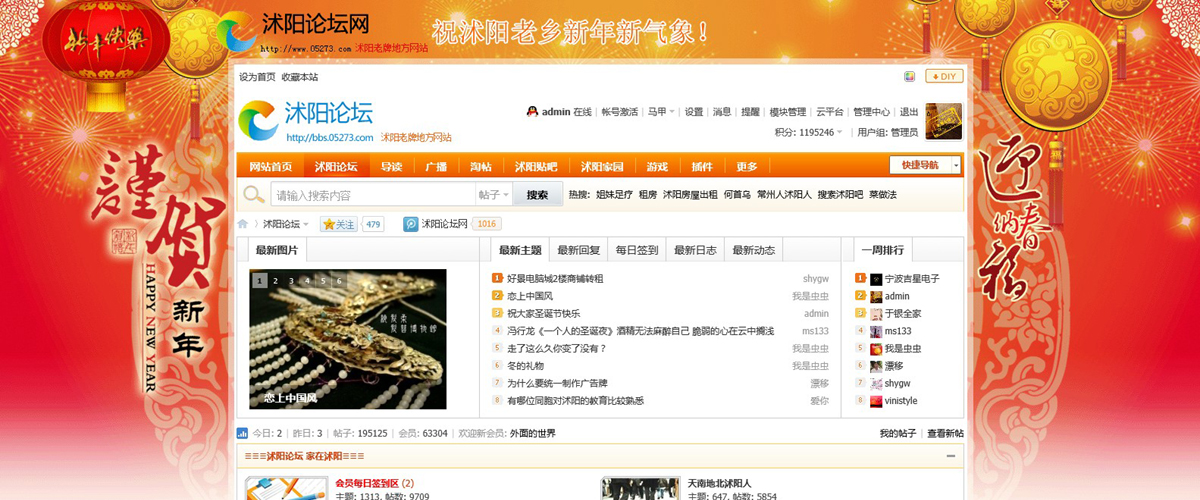 新年快樂
沭阳论坛网
http://www.05273.com 沭阳老牌地方网站
祝沭阳老乡新年新气象！
设为首页 收藏本站
DIY
沭阳论坛
http://bbs.05273.com 沭阳老牌地方网站
admin 在线 | 帐号激活 | 马甲 | 设置 | 消息 | 提醒 | 模块管理 | 云平台 | 管理中心 | 退出
积分: 1195246 | 用户组: 管理员
网站首页 沭阳论坛 导读 广播 淘帖 沭阳贴吧 沭阳家园 游戏 插件 更多 快捷导航
请输入搜索内容 帖子 搜索 热搜: 姐妹足疗 租房 沭阳房屋出租 何首乌 常州人沭阳人 搜索沭阳吧 菜做法
沭阳论坛 关注 479 沭阳论坛网 1016
最新图片 最新主题 最新回复 每日签到 最新日志 最新动态 一周排行
1 2 3 4 5 6
恋上中国风
1 好景电脑城2楼商铺转租 shygw
2 恋上中国风 我是虫虫
3 祝大家圣诞节快乐 admin
4 冯行龙《一个人的圣诞夜》酒精无法麻醉自己 脆弱的心在云中搁浅 ms133
5 走了这么久你变了没有？ 我是虫虫
6 冬的礼物 我是虫虫
7 为什么要统一制作广告牌 漂移
8 有哪位同胞对沭阳的教育比较熟悉 爱你
1 宁波吉星电子
2 admin
3 于银全家
4 ms133
5 我是虫虫
6 漂移
7 shygw
8 vinistyle
謹賀
新年
HAPPY NEW YEAR
迎
纳春
福
今日: 2 | 昨日: 3 | 帖子: 195125 | 会员: 63304 | 欢迎新会员: 外面的世界
我的帖子 | 查看新帖
≡≡≡沭阳论坛 家在沭阳≡≡≡
会员每日签到区 (2)
主题: 1313, 帖数: 9709
天南地北沭阳人
主题: 647, 帖数: 5854